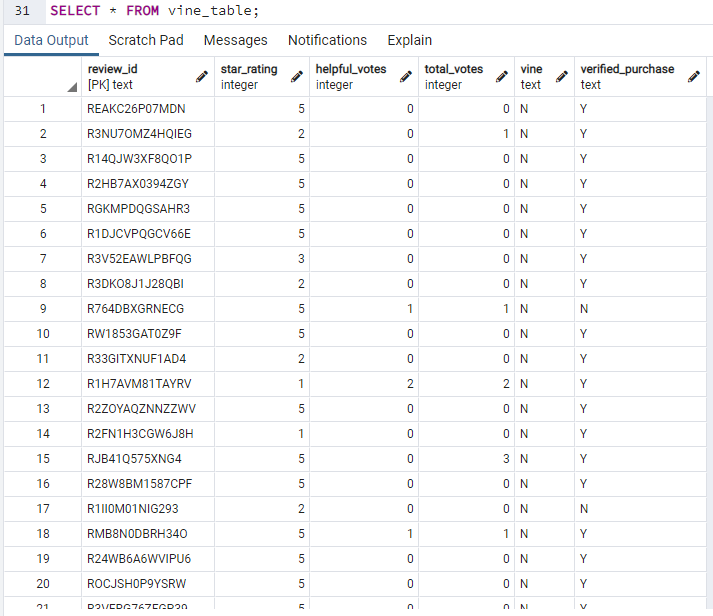 31 SELECT * FROM vine_table;
Data Output Scratch Pad Messages Notifications Explain
review_id star_rating helpful_votes total_votes vine verified_purchase
[PK] text integer integer integer text text
1 REAKC26P07MDN 5 0 0 N Y
2 R3NU7OMZ4HQIEG 2 0 1 N Y
3 R14QJW3XF8QO1P 5 0 0 N Y
4 R2HB7AX0394ZGY 5 0 0 N Y
5 RGKMPDQGSAHR3 5 0 0 N Y
6 R1DJCVPQGCV66E 5 0 0 N Y
7 R3V52EAWLPBFQG 3 0 0 N Y
8 R3DKO8J1J28QBI 2 0 0 N Y
9 R764DBXGRNECG 5 1 1 N N
10 RW1853GAT0Z9F 5 0 0 N Y
11 R33GITXNUF1AD4 2 0 0 N Y
12 R1H7AVM81TAYRV 1 2 2 N Y
13 R2ZOYAQZNNZZWV 5 0 0 N Y
14 R2FN1H3CGW6J8H 1 0 0 N Y
15 RJB41Q575XNG4 5 0 3 N Y
16 R28W8BM1587CPF 5 0 0 N Y
17 R1II0M01NIG293 2 0 0 N N
18 RMB8N0DBRH34O 5 1 1 N Y
19 R24WB6A6WVIPU6 5 0 0 N Y
20 ROCJSH0P9YSRW 5 0 0 N Y
21 5 0 0 N Y